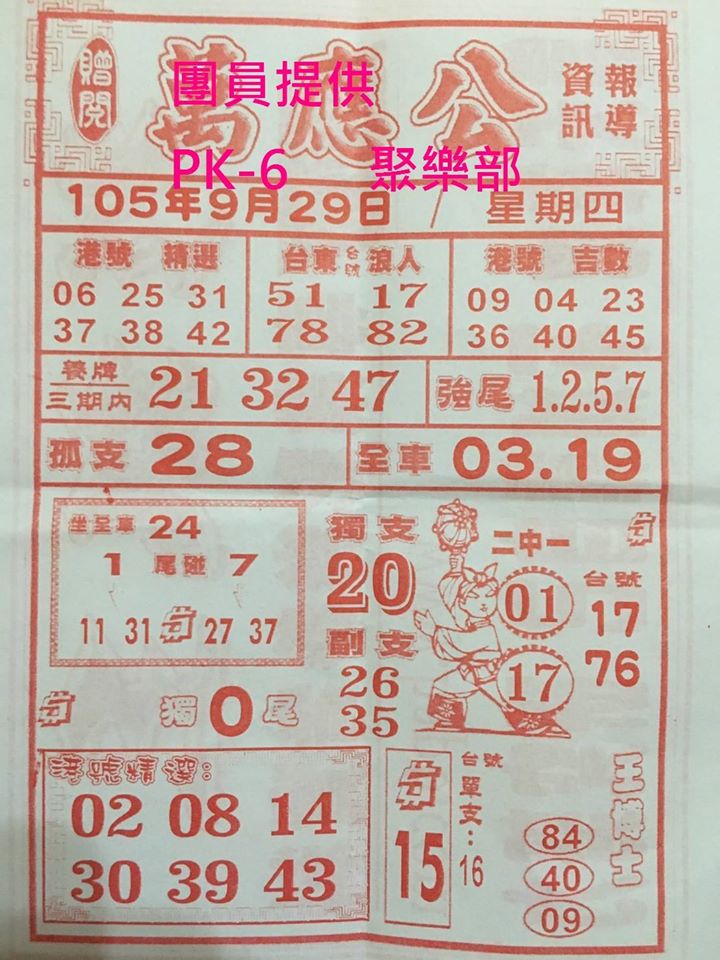 贈閱
萬應公
資訊
報導
團員提供
PK-6 聚樂部
105年9月29日 星期四
港號 精選
06 25 31
37 38 42
台東台號浪人
51 17
78 82
港號 吉數
09 04 23
36 40 45
養牌
三期內
21 32 47
強尾 1.2.5.7
孤支 28
全車 03.19
坐全車 24
1 尾碰 7
11 31 27 37
獨0尾
獨支
20
副支
26
35
二中一
01
17
台號
17
76
港號精選:
02 08 14
30 39 43
15
台號單支:16
王博士
84
40
09